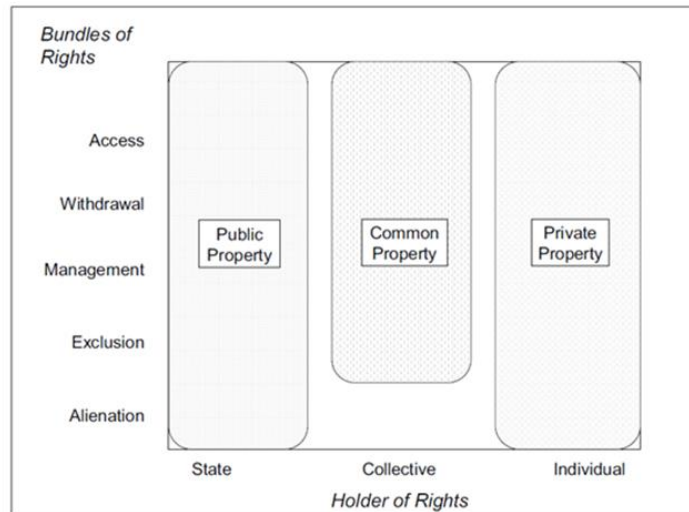 Bundles of
Rights
Access
Withdrawal
Public
Property
Common
Property
Private
Property
Management
Exclusion
Alienation
State
Collective
Individual
Holder of Rights